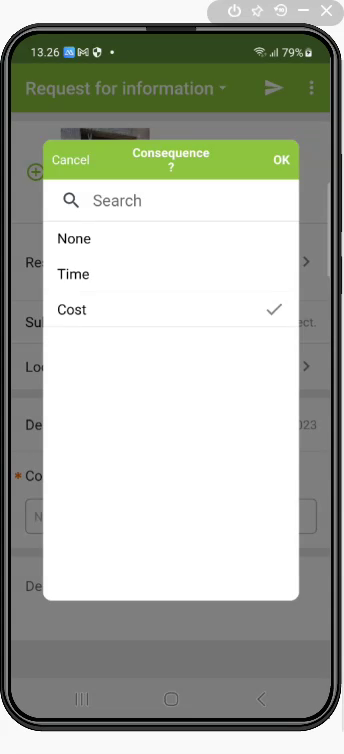 13.26
79%
Request for information
Cancel
Consequence
?
OK
Search
Re
None
Time
Su
Cost
ect.
Loc
De
023
* Co
N
De